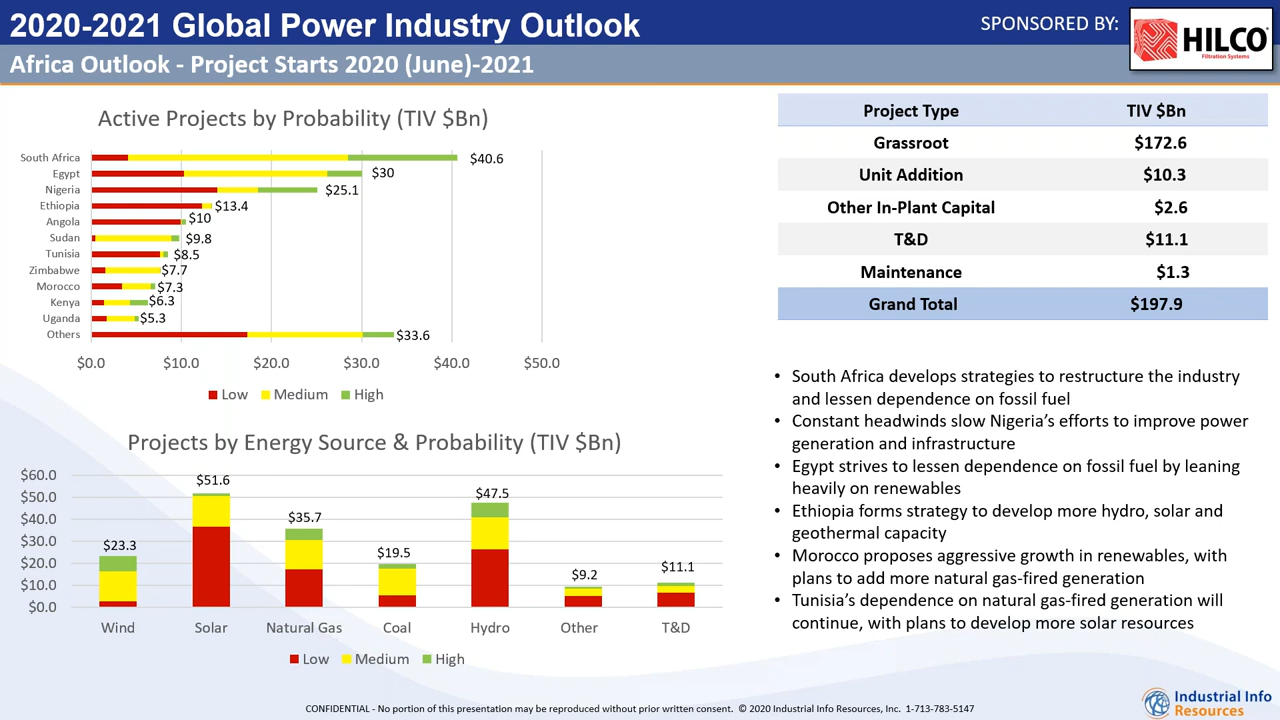 2020-2021 Global Power Industry Outlook
SPONSORED BY:
HILCO
Filtration Systems
Africa Outlook - Project Starts 2020 (June)-2021
Active Projects by Probability (TIV $Bn)
South Africa $40.6
Egypt $30
Nigeria $25.1
Ethiopia $13.4
Angola $10
Sudan $9.8
Tunisia $8.5
Zimbabwe $7.7
Morocco $7.3
Kenya $6.3
Uganda $5.3
Others $33.6
$0.0 $10.0 $20.0 $30.0 $40.0 $50.0
Low Medium High
Projects by Energy Source & Probability (TIV $Bn)
$60.0
$50.0
$40.0
$30.0
$20.0
$10.0
$0.0
$23.3 $51.6 $35.7 $19.5 $47.5 $9.2 $11.1
Wind Solar Natural Gas Coal Hydro Other T&D
Low Medium High
Project Type TIV $Bn
Grassroot $172.6
Unit Addition $10.3
Other In-Plant Capital $2.6
T&D $11.1
Maintenance $1.3
Grand Total $197.9
• South Africa develops strategies to restructure the industry
and lessen dependence on fossil fuel
• Constant headwinds slow Nigeria's efforts to improve power
generation and infrastructure
• Egypt strives to lessen dependence on fossil fuel by leaning
heavily on renewables
• Ethiopia forms strategy to develop more hydro, solar and
geothermal capacity
• Morocco proposes aggressive growth in renewables, with
plans to add more natural gas-fired generation
• Tunisia's dependence on natural gas-fired generation will
continue, with plans to develop more solar resources
CONFIDENTIAL - No portion of this presentation may be reproduced without prior written consent. © 2020 Industrial Info Resources, Inc. 1-713-783-5147
Industrial Info
Resources